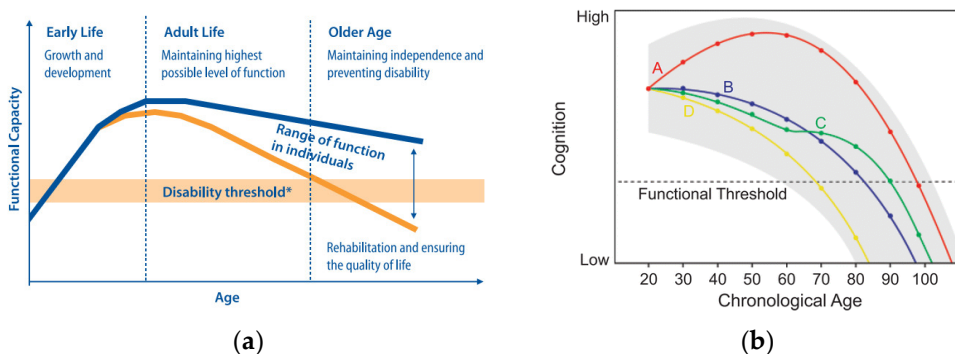 Early Life
Growth and
development
Adult Life
Maintaining highest
possible level of function
Older Age
Maintaining independence and
preventing disability
Functional Capacity
Range of function
in individuals
Disability threshold*
Rehabilitation and ensuring
the quality of life
Age
(a)
High
Cognition
Low
A
B
C
D
Functional Threshold
20 30 40 50 60 70 80 90 100
Chronological Age
(b)